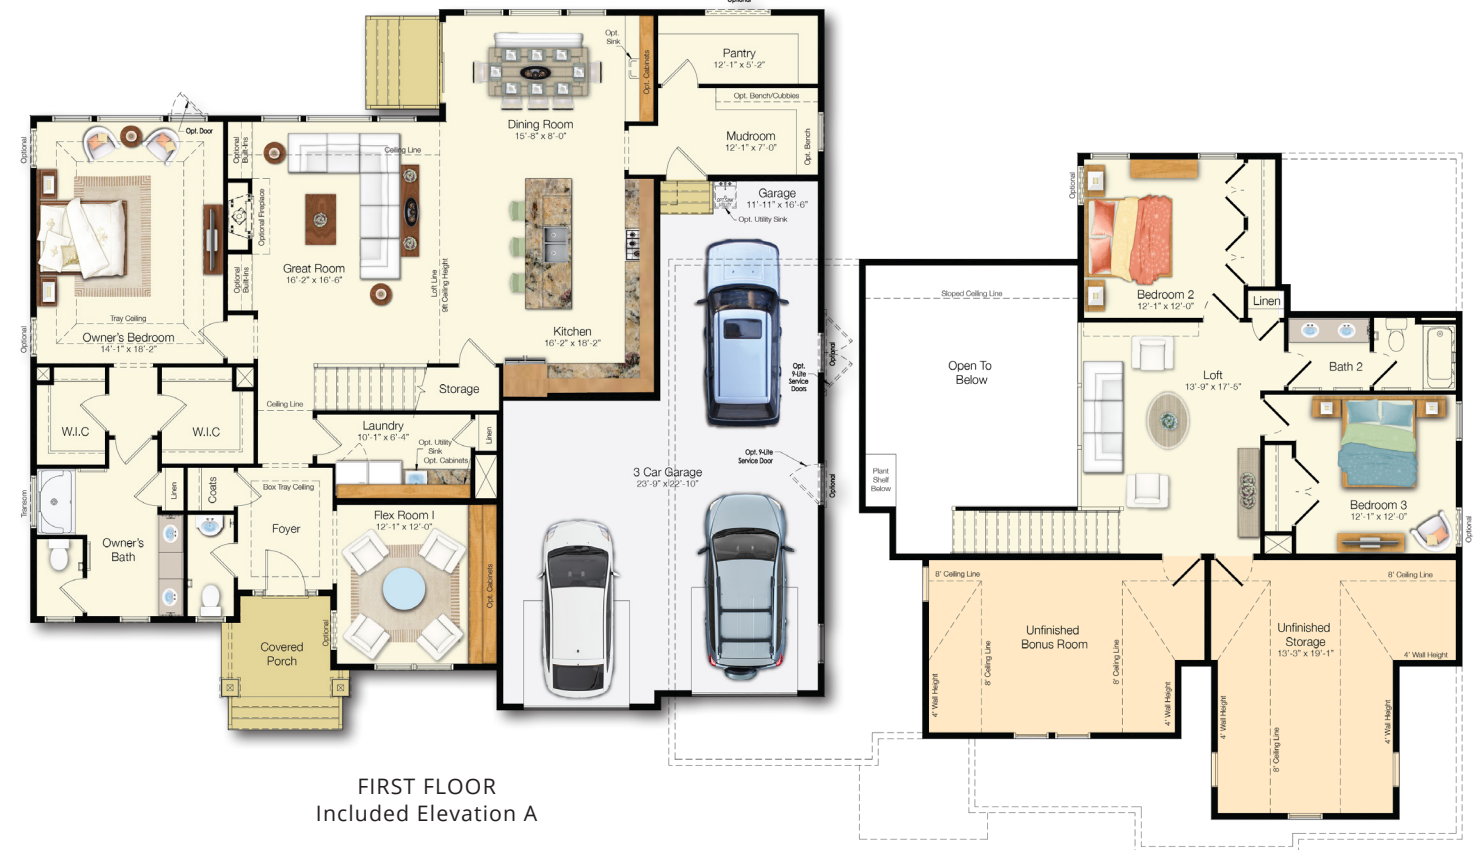 Optional
Opt.
Sink
Opt. Cabinets
Pantry
12'-1" x 5'-2"
Opt. Bench/Cubbies
Mudroom
12'-1" x 7'-0"
Opt. Bench
Dining Room
15'-8" x 8'-0"
Opt. Door
Optional
Optional
Built-Ins
Ceiling Line
Optional Fireplace
Great Room
16'-2" x 16'-6"
Optional
Built-Ins
Loft Line
9ft Ceiling Height
Garage
11'-11" x 16'-6"
Opt. Utility Sink
Tray Ceiling
Owner's Bedroom
14'-1" x 18'-2"
Optional
Kitchen
16'-2" x 18'-2"
Optional
Opt.
9-Lite
Service
Doors
Storage
Ceiling Line
W.I.C
W.I.C
Laundry
10'-1" x 6'-4"
Opt. Utility
Sink
Opt. Cabinets
Linen
Opt. 9-Lite
Service Door
Optional
3 Car Garage
23'-9" x 22'-10"
Transom
Linen
Coats
Box Tray Ceiling
Foyer
Flex Room I
12'-1" x 12'-0"
Opt. Cabinets
Owner's
Bath
Optional
Covered
Porch
FIRST FLOOR
Included Elevation A
Optional
Bedroom 2
12'-1" x 12'-0"
Linen
Sloped Ceiling Line
Open To
Below
Loft
13'-9" x 17'-5"
Bath 2
Plant
Shelf
Below
Bedroom 3
12'-1" x 12'-0"
Optional
8' Ceiling Line
8' Ceiling Line
Unfinished
Bonus Room
8' Ceiling Line
4' Wall Height
4' Wall Height
8' Ceiling Line
Unfinished
Storage
13'-3" x 19'-1"
4' Wall Height
4' Wall Height
8' Ceiling Line
4' Wall Height